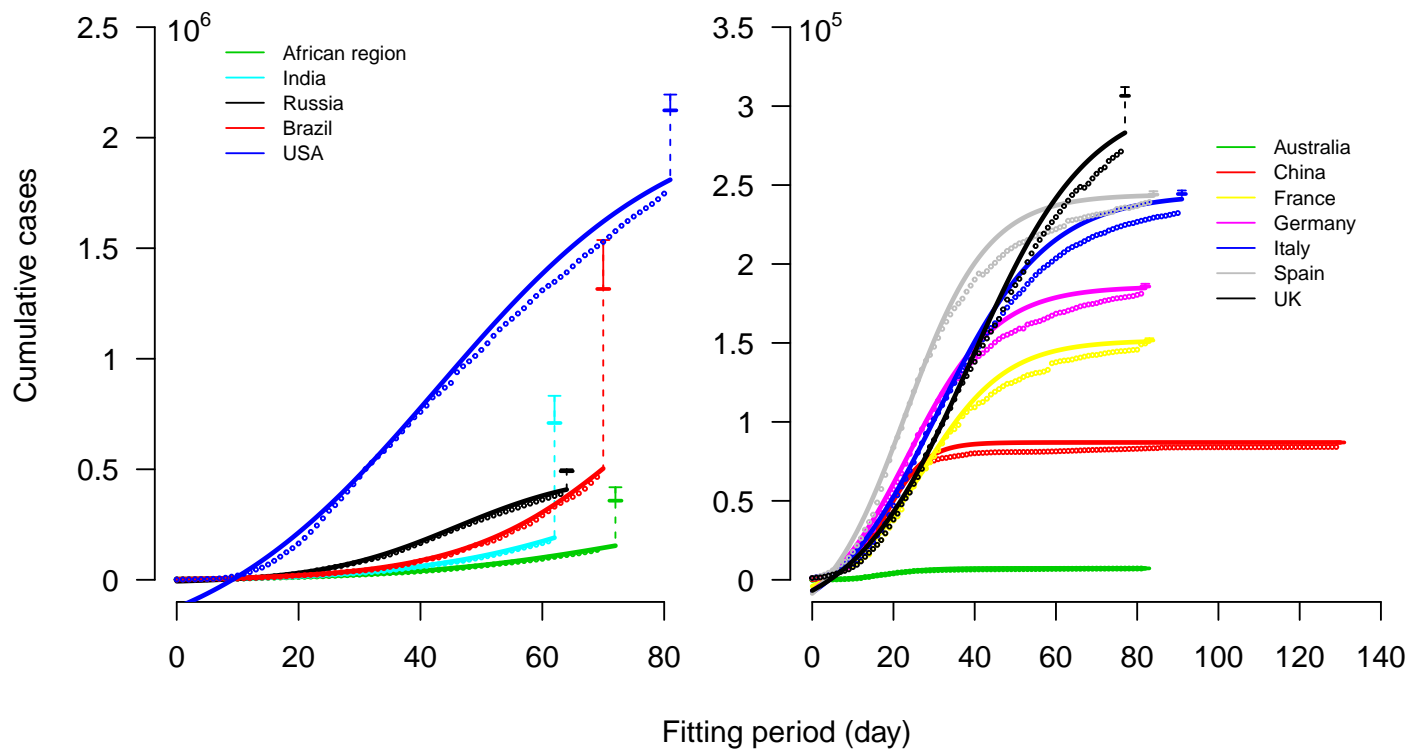 Cumulative cases
2.5
2
1.5
1
0.5
0
10^6
African region
India
Russia
Brazil
USA
0 20 40 60 80
3.5
3
2.5
2
1.5
1
0.5
0
10^5
Australia
China
France
Germany
Italy
Spain
UK
0 20 40 60 80 100 120 140
Fitting period (day)